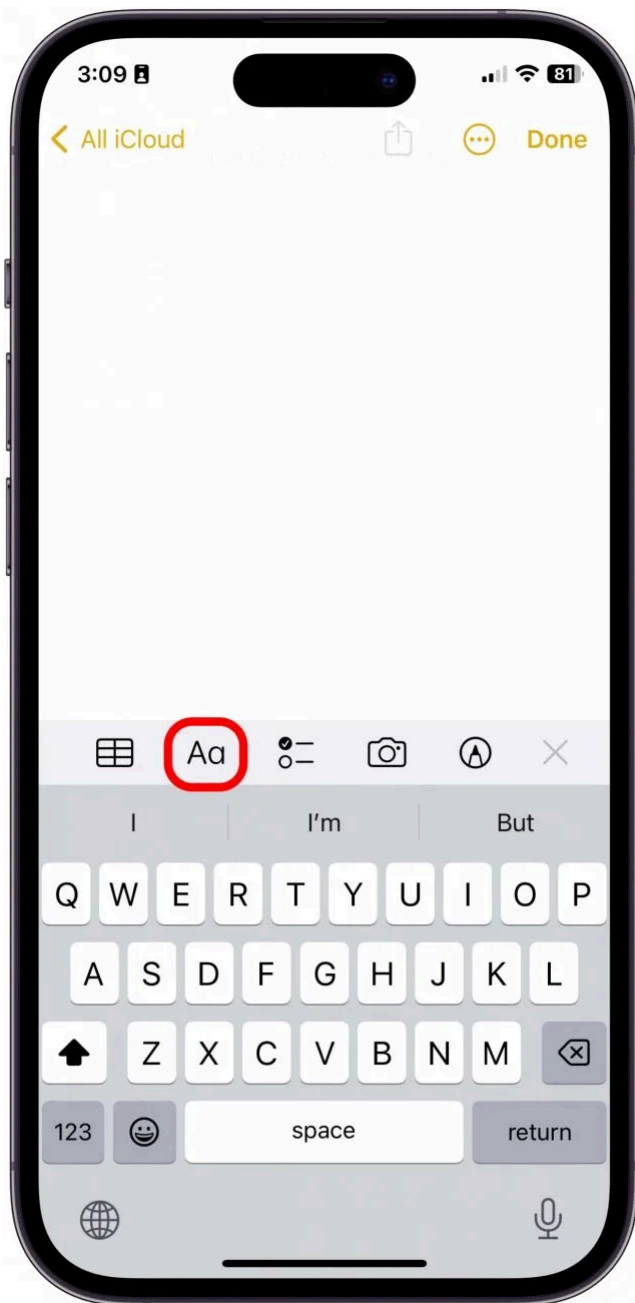 3:09 81
All iCloud Done
Aa
I I'm But
Q W E R T Y U I O P
A S D F G H J K L
Z X C V B N M
123 space return